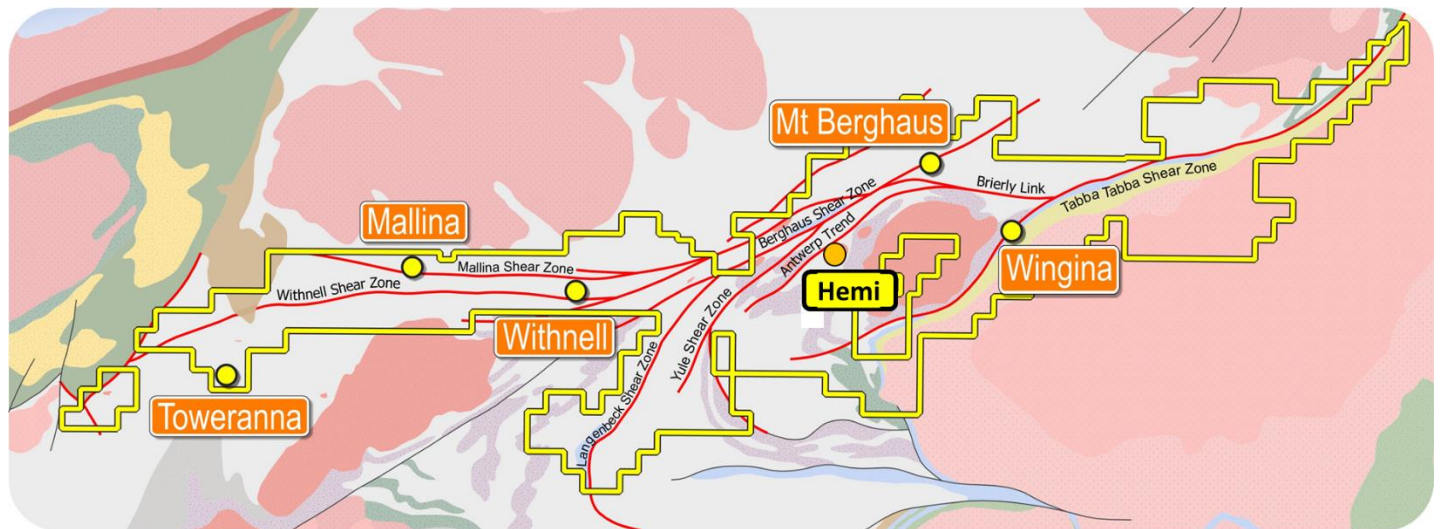 Mt Berghaus
Brierly Link
Tabba Tabba Shear Zone
Berghaus Shear Zone
Antwerp Trend
Mallina
Mallina Shear Zone
Withnell Shear Zone
Wingina
Hemi
Withnell
Yule Shear Zone
Langenbeck Shear Zone
Toweranna